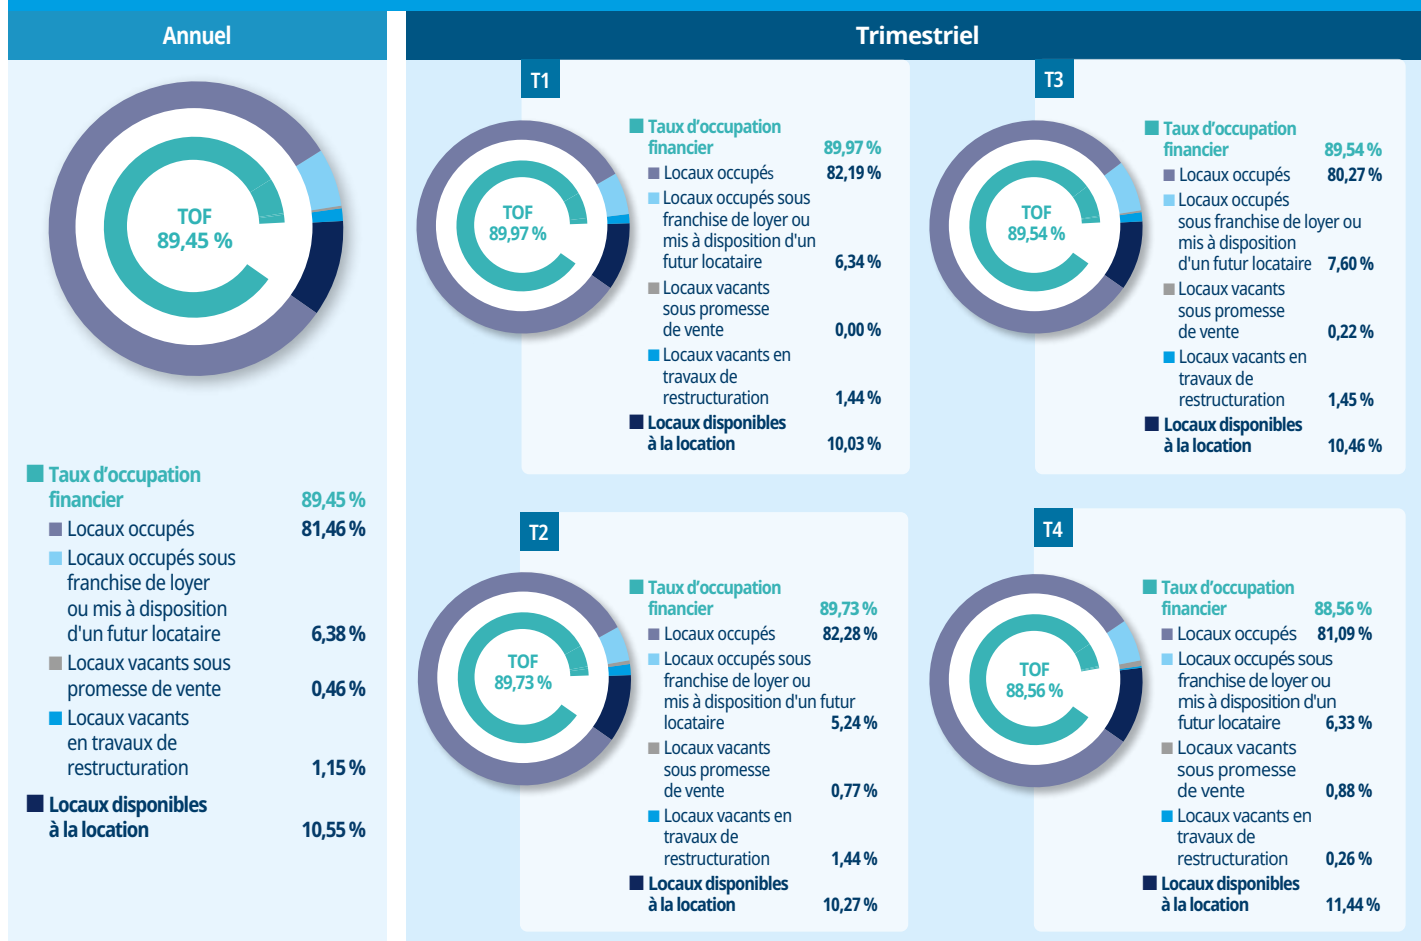 Annuel
TOF
89,45 %
Taux d'occupation
financier 89,45 %
Locaux occupés 81,46 %
Locaux occupés sous
franchise de loyer
ou mis à disposition
d'un futur locataire 6,38 %
Locaux vacants sous
promesse de vente 0,46 %
Locaux vacants
en travaux de
restructuration 1,15 %
Locaux disponibles
à la location 10,55 %
Trimestriel
T1
TOF
89,97 %
Taux d'occupation
financier 89,97 %
Locaux occupés 82,19 %
Locaux occupés sous
franchise de loyer ou
mis à disposition d'un
futur locataire 6,34 %
Locaux vacants
sous promesse
de vente 0,00 %
Locaux vacants en
travaux de
restructuration 1,44 %
Locaux disponibles
à la location 10,03 %
T3
TOF
89,54 %
Taux d'occupation
financier 89,54 %
Locaux occupés 80,27 %
Locaux occupés
sous franchise de loyer ou
mis à disposition
d'un futur locataire 7,60 %
Locaux vacants
sous promesse
de vente 0,22 %
Locaux vacants en
travaux de
restructuration 1,45 %
Locaux disponibles
à la location 10,46 %
T2
TOF
89,73 %
Taux d'occupation
financier 89,73 %
Locaux occupés 82,28 %
Locaux occupés sous
franchise de loyer ou
mis à disposition d'un futur
locataire 5,24 %
Locaux vacants
sous promesse
de vente 0,77 %
Locaux vacants en
travaux de
restructuration 1,44 %
Locaux disponibles
à la location 10,27 %
T4
TOF
88,56 %
Taux d'occupation
financier 88,56 %
Locaux occupés 81,09 %
Locaux occupés sous
franchise de loyer ou
mis à disposition d'un
futur locataire 6,33 %
Locaux vacants
sous promesse
de vente 0,88 %
Locaux vacants en
travaux de
restructuration 0,26 %
Locaux disponibles
à la location 11,44 %